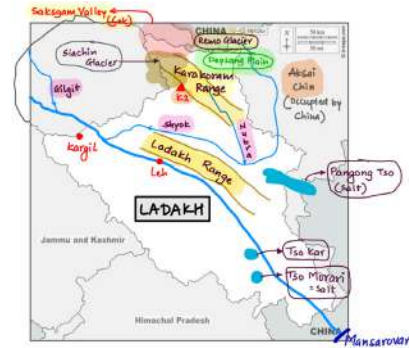 Saksgam Valley
(Pak)
CHINA
Remo Glacier
Siachin
Glacier
Depsang Plain
Karakoram
Range
K2
Aksai
Chin
(occupied by
China)
Gilgit
Shyok
Nubra
Kargil
Leh
Ladakh
Range
Pangong Tso
(Salt)
LADAKH
Tso Kar
Jammu and Kashmir
Tso Morari
= Salt
Himachal Pradesh
CHINA
Mansarovar